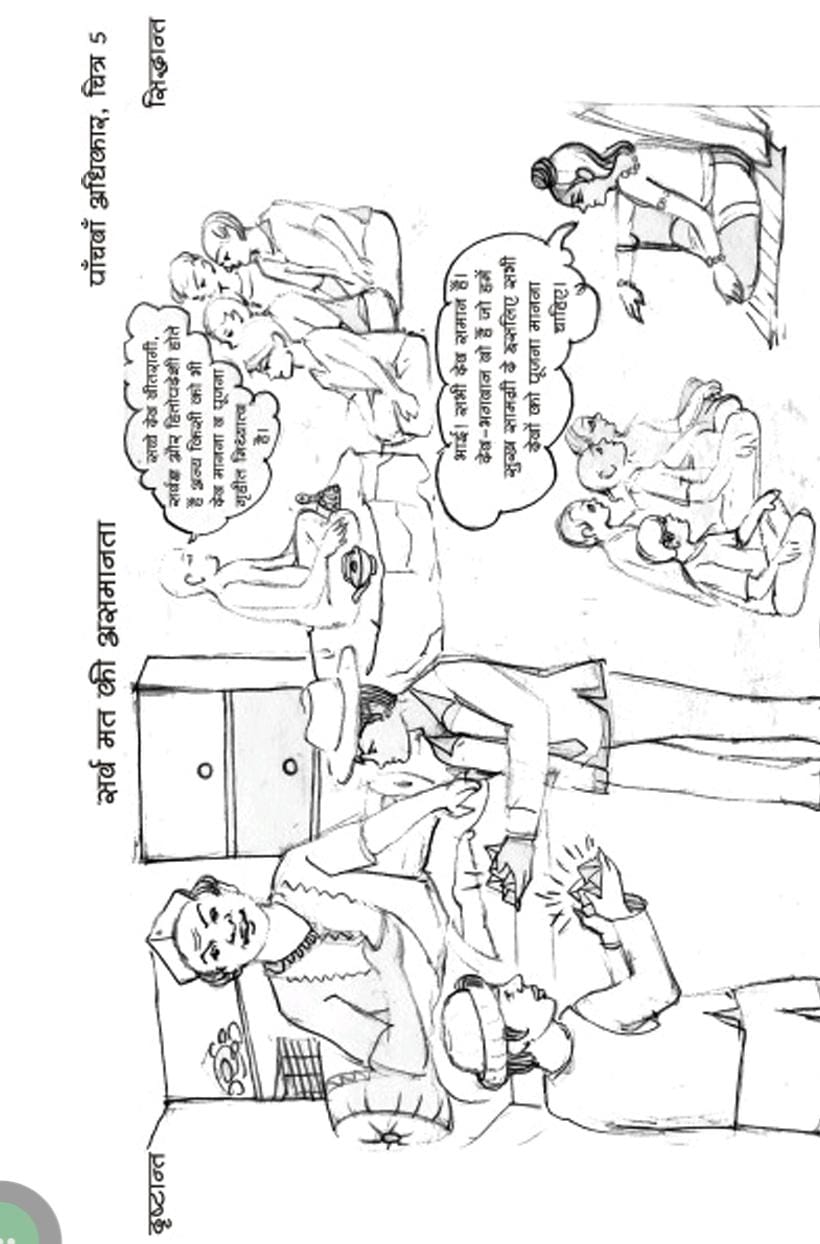 सर्व मत की असमानता
पाँचवाँ अधिकार, चित्र 5
दृष्टान्त
सिद्धान्त
सच्चे देव वीतरागी,
सर्वज्ञ और हितोपदेशी होते
हैं अन्य किसी को भी
देव मानना व पूजना
गृहीत मिथ्यात्व
है।
भाई! सभी देव समान हैं।
देव-भगवान वो हैं जो हमें
सुख सामग्री दे इसलिए सभी
देवों को पूजना मानना
चाहिए।